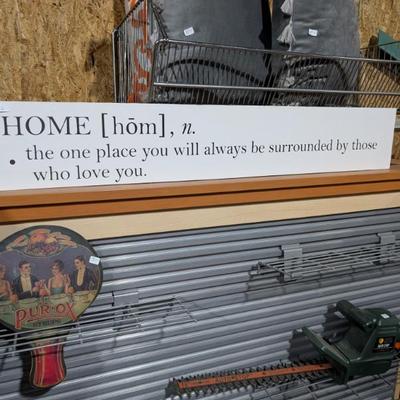 HOME [hōm], n.
• the one place you will always be surrounded by those
who love you.
PUR-OX